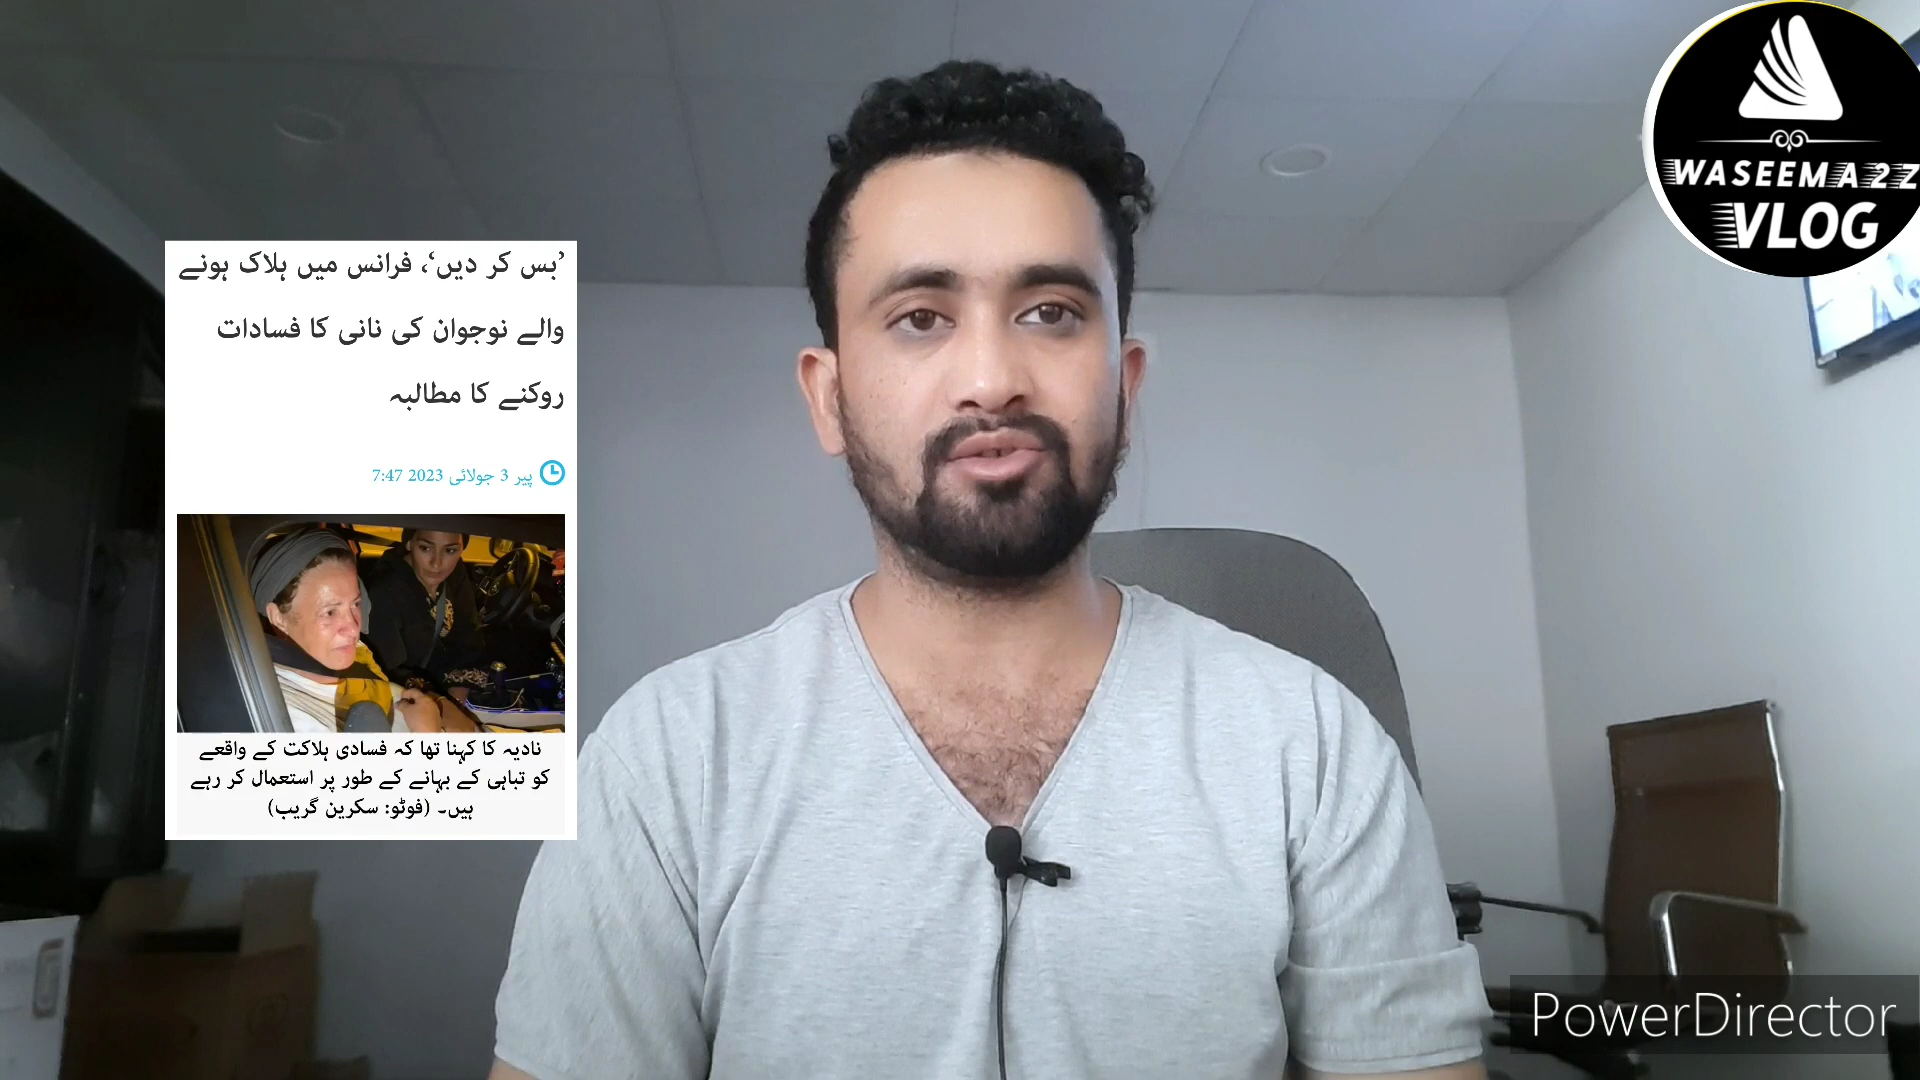 ’بس کر دیں‘، فرانس میں ہلاک ہونے
والے نوجوان کی نانی کا فسادات
روکنے کا مطالبہ
پیر 3 جولائی 2023 7:47
نادیہ کا کہنا تھا کہ فسادی ہلاکت کے واقعے
کو تباہی کے بہانے کے طور پر استعمال کر رہے
ہیں۔ (فوٹو: سکرین گریب)
WASEEMA2Z
VLOG
PowerDirector